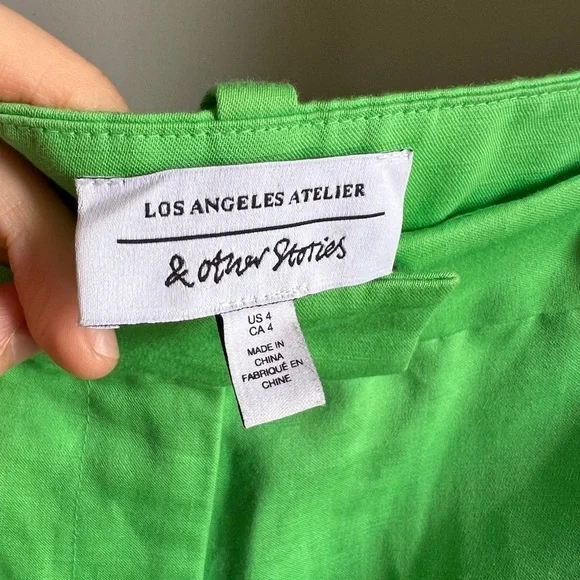 LOS ANGELES ATELIER
& other Stories
US 4
CA 4
MADE IN
CHINA
FABRIQUÉ EN
CHINE